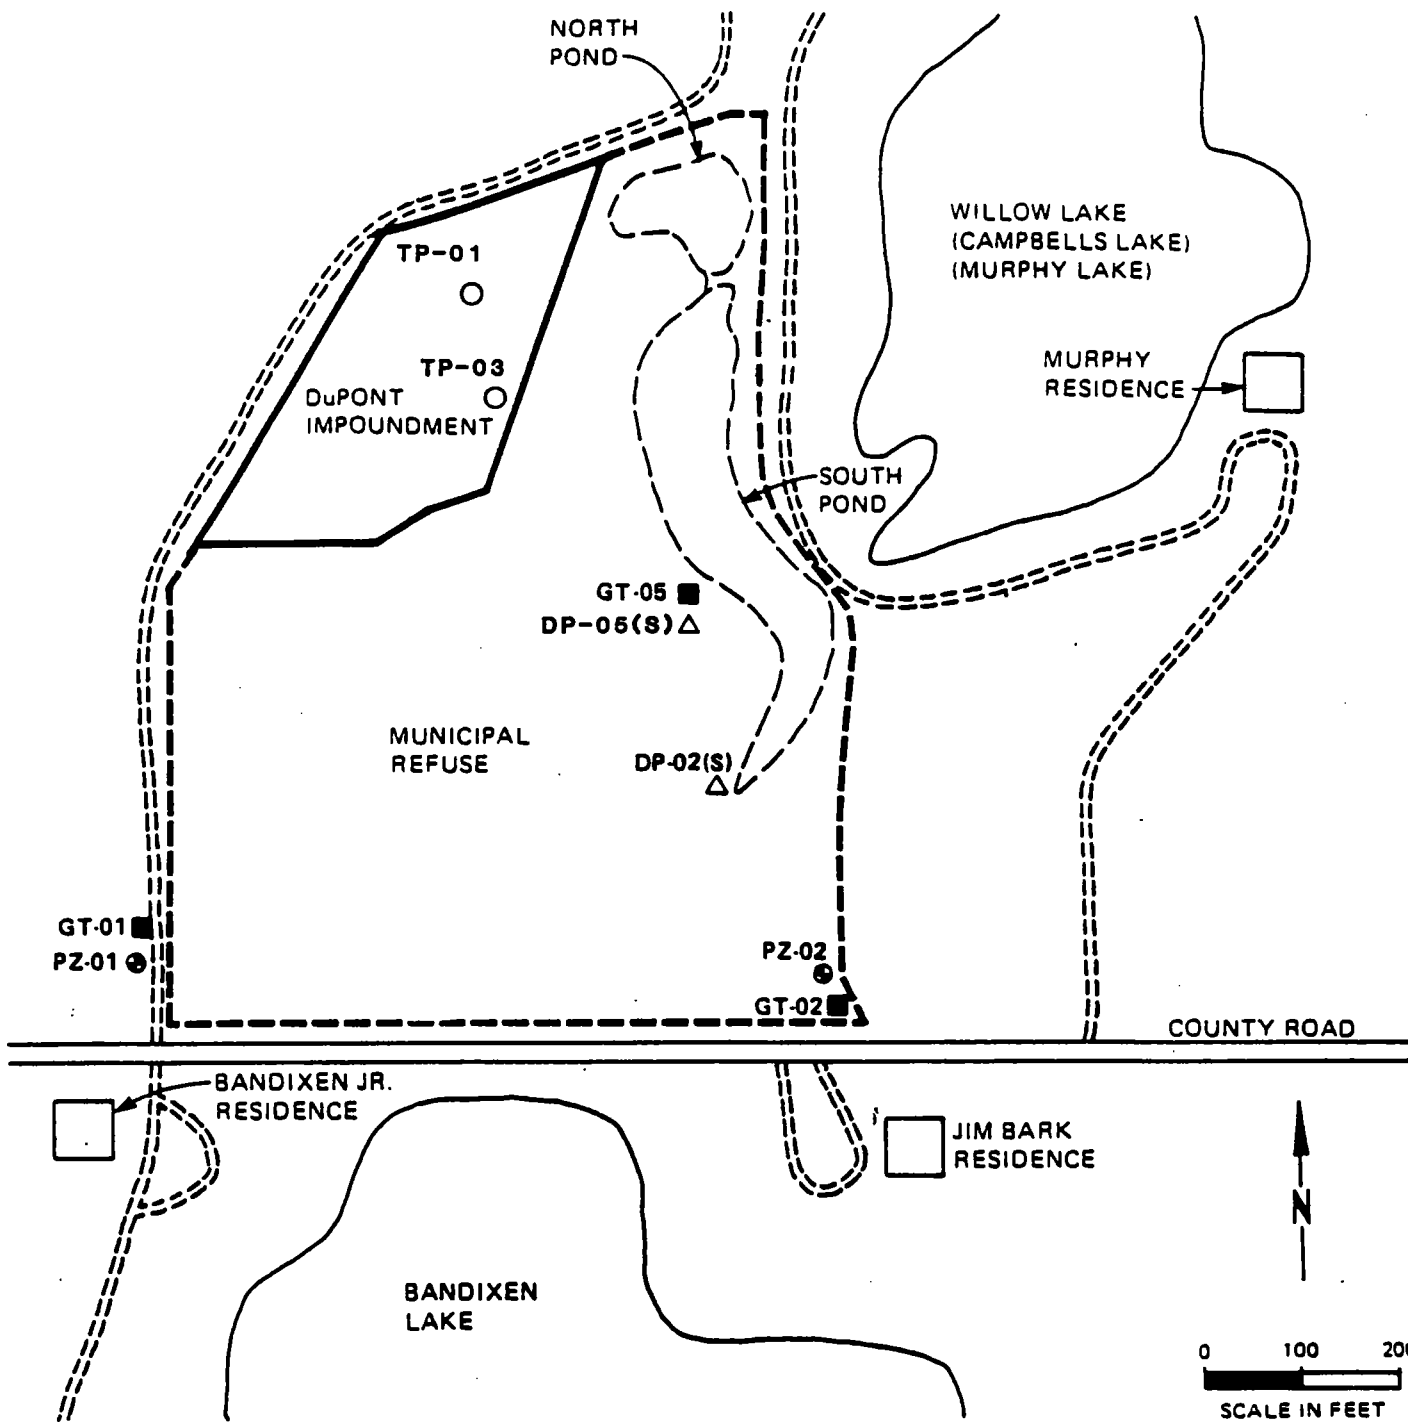 NORTH
POND
WILLOW LAKE
(CAMPBELLS LAKE)
(MURPHY LAKE)
TP-01
MURPHY
RESIDENCE
TP-03
DuPONT
IMPOUNDMENT
SOUTH
POND
GT-05
DP-05(S)
MUNICIPAL
REFUSE
DP-02(S)
GT-01
PZ-01
PZ-02
GT-02
COUNTY ROAD
BANDIXEN JR.
RESIDENCE
JIM BARK
RESIDENCE
N
BANDIXEN
LAKE
0 100 200
SCALE IN FEET